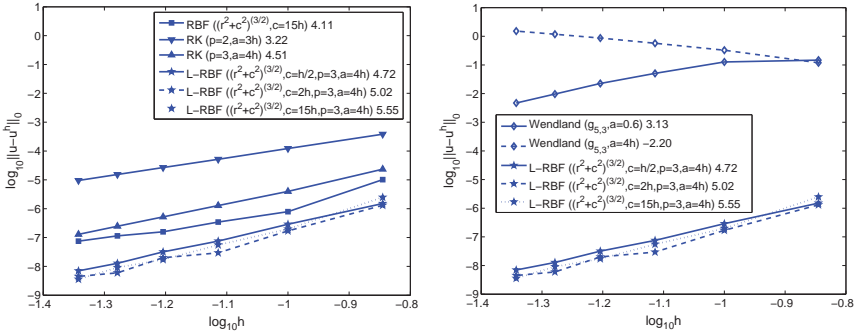 RBF ((r²+c²)^(3/2),c=15h) 4.11
RK (p=2,a=3h) 3.22
RK (p=3,a=4h) 4.51
L−RBF ((r²+c²)^(3/2),c=h/2,p=3,a=4h) 4.72
L−RBF ((r²+c²)^(3/2),c=2h,p=3,a=4h) 5.02
L−RBF ((r²+c²)^(3/2),c=15h,p=3,a=4h) 5.55
log₁₀||u−uʰ||₀
1
0
−1
−2
−3
−4
−5
−6
−7
−8
−9
−1.4 −1.3 −1.2 −1.1 −1 −0.9 −0.8
log₁₀h
Wendland (g₅,₃,a=0.6) 3.13
Wendland (g₅,₃,a=4h) −2.20
L−RBF ((r²+c²)^(3/2),c=h/2,p=3,a=4h) 4.72
L−RBF ((r²+c²)^(3/2),c=2h,p=3,a=4h) 5.02
L−RBF ((r²+c²)^(3/2),c=15h,p=3,a=4h) 5.55
log₁₀||u−uʰ||₀
1
0
−1
−2
−3
−4
−5
−6
−7
−8
−9
−1.4 −1.3 −1.2 −1.1 −1 −0.9 −0.8
log₁₀h